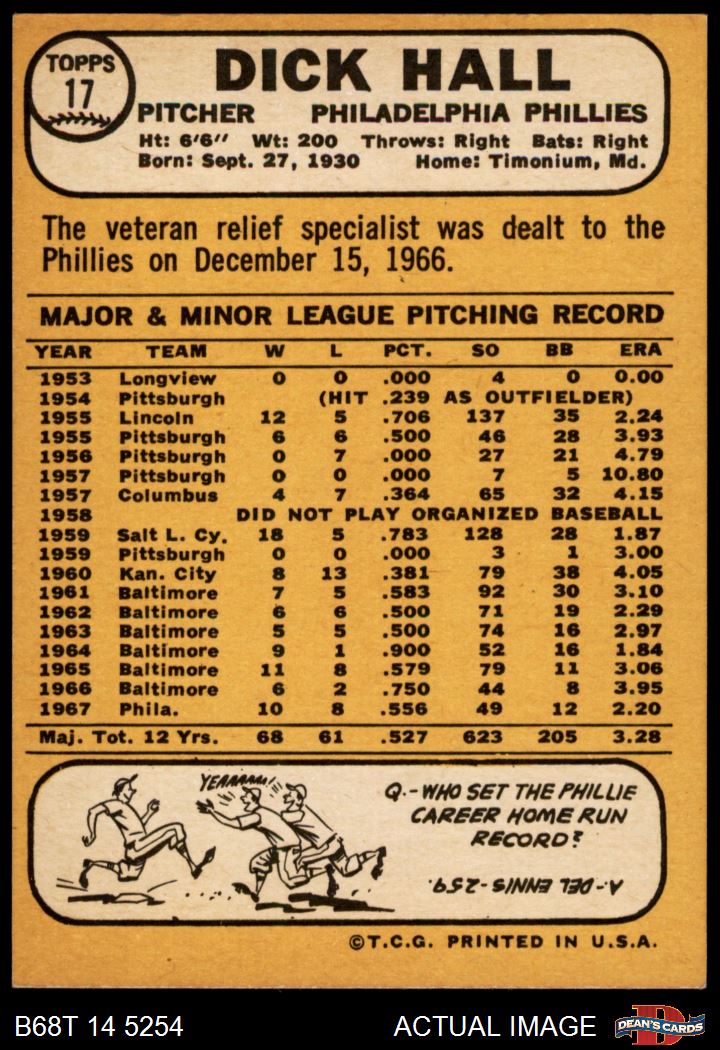 TOPPS
17
DICK HALL
PITCHER PHILADELPHIA PHILLIES
Ht: 6'6" Wt: 200 Throws: Right Bats: Right
Born: Sept. 27, 1930 Home: Timonium, Md.
The veteran relief specialist was dealt to the
Phillies on December 15, 1966.
MAJOR & MINOR LEAGUE PITCHING RECORD
YEAR TEAM W L PCT. SO BB ERA
1953 Longview 0 0 .000 4 0 0.00
1954 Pittsburgh (HIT .239 AS OUTFIELDER)
1955 Lincoln 12 5 .706 137 35 2.24
1955 Pittsburgh 6 6 .500 46 28 3.93
1956 Pittsburgh 0 7 .000 27 21 4.79
1957 Pittsburgh 0 0 .000 7 5 10.80
1957 Columbus 4 7 .364 65 32 4.15
1958 DID NOT PLAY ORGANIZED BASEBALL
1959 Salt L. Cy. 18 5 .783 128 28 1.87
1959 Pittsburgh 0 0 .000 3 1 3.00
1960 Kan. City 8 13 .381 79 38 4.05
1961 Baltimore 7 5 .583 92 30 3.10
1962 Baltimore 6 6 .500 71 19 2.29
1963 Baltimore 5 5 .500 74 16 2.97
1964 Baltimore 9 1 .900 52 16 1.84
1965 Baltimore 11 8 .579 79 11 3.06
1966 Baltimore 6 2 .750 44 8 3.95
1967 Phila. 10 8 .556 49 12 2.20
Maj. Tot. 12 Yrs. 68 61 .527 623 205 3.28
YEAAAAAA!
Q.-WHO SET THE PHILLIE
CAREER HOME RUN
RECORD?
A.-DEL ENNIS-259.
©T.C.G. PRINTED IN U.S.A.
B68T 14 5254 ACTUAL IMAGE
D
DEAN'S CARDS